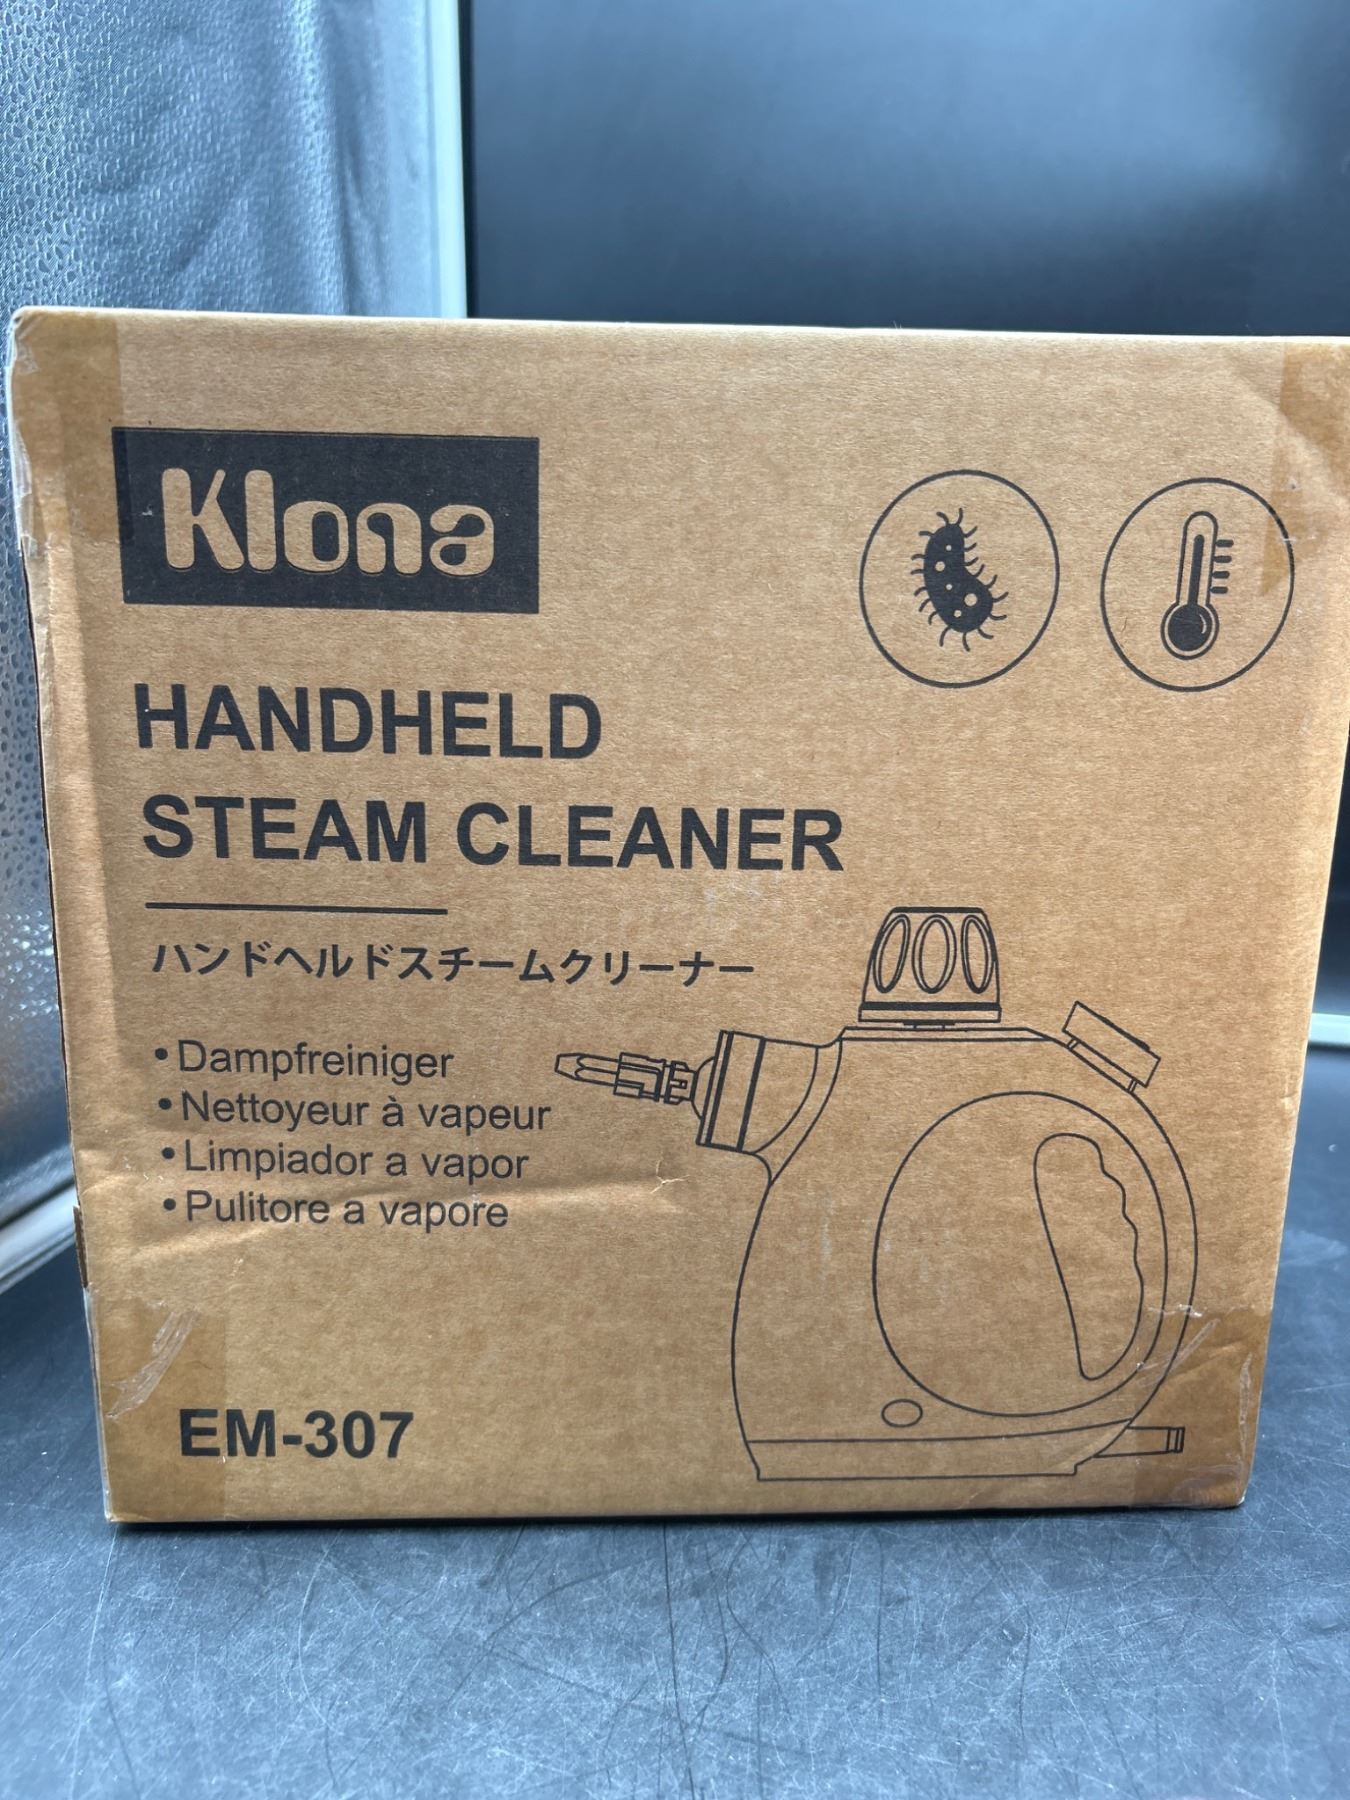 Klona
HANDHELD
STEAM CLEANER
ハンドヘルドスチームクリーナー
• Dampfreiniger
• Nettoyeur à vapeur
• Limpiador a vapor
• Pulitore a vapore
EM-307